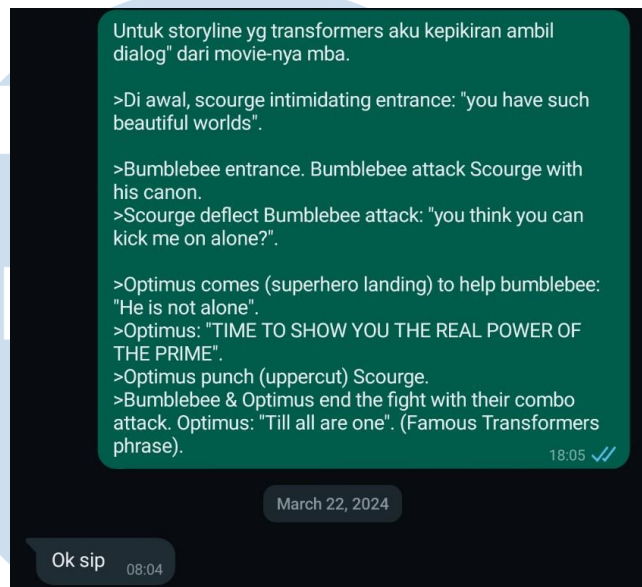 Untuk storyline yg transformers aku kepikiran ambil
dialog" dari movie-nya mba.
>Di awal, scourge intimidating entrance: "you have such
beautiful worlds".
>Bumblebee entrance. Bumblebee attack Scourge with
his canon.
>Scourge deflect Bumblebee attack: "you think you can
kick me on alone?".
>Optimus comes (superhero landing) to help bumblebee:
"He is not alone".
>Optimus: "TIME TO SHOW YOU THE REAL POWER OF
THE PRIME".
>Optimus punch (uppercut) Scourge.
>Bumblebee & Optimus end the fight with their combo
attack. Optimus: "Till all are one". (Famous Transformers
phrase).
18:05
March 22, 2024
Ok sip 08:04